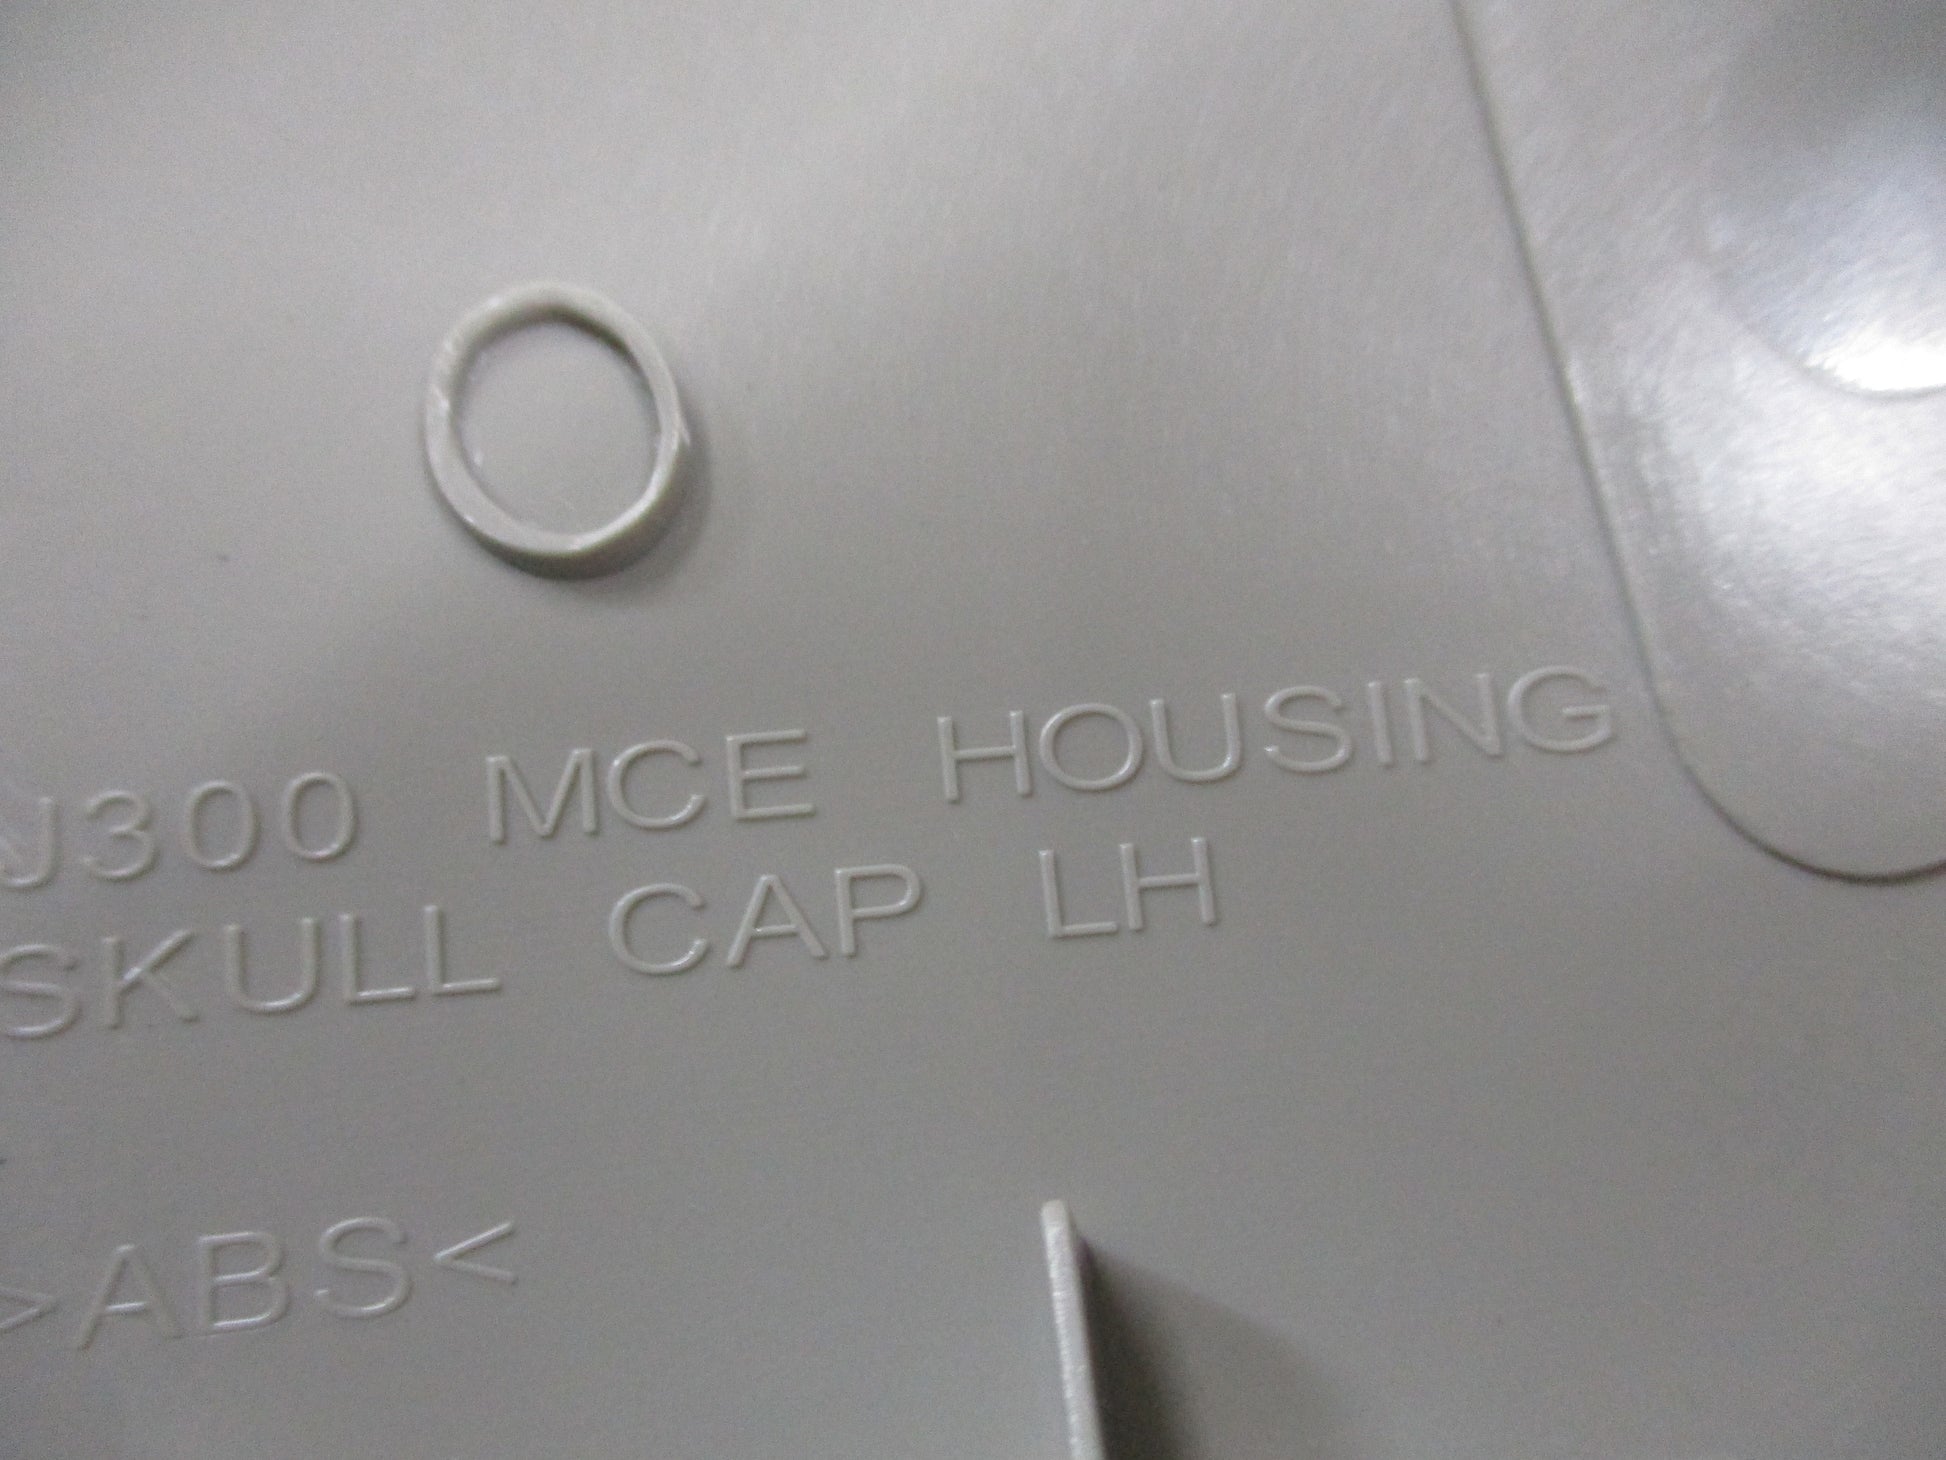 J300 MCE HOUSING
SKULL CAP LH
>ABS<